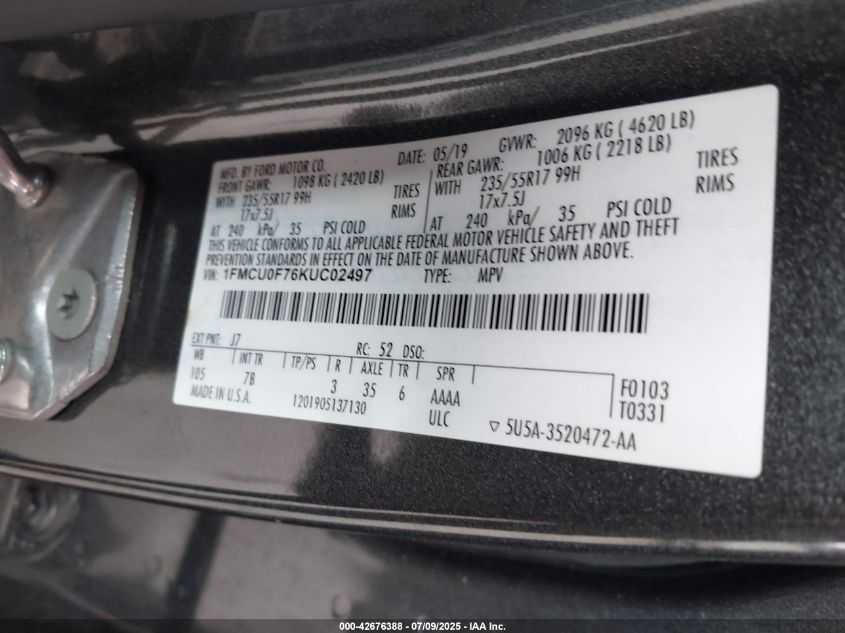 MFD. BY FORD MOTOR CO. DATE: 05/19 GVWR: 2096 KG ( 4620 LB)
FRONT GAWR: 1098 KG ( 2420 LB) REAR GAWR: 1006 KG ( 2218 LB)
WITH 235/55R17 99H TIRES WITH 235/55R17 99H TIRES
17x7.5J RIMS 17x7.5J RIMS
AT 240 kPa/ 35 PSI COLD AT 240 kPa/ 35 PSI COLD
THIS VEHICLE CONFORMS TO ALL APPLICABLE FEDERAL MOTOR VEHICLE SAFETY AND THEFT
PREVENTION STANDARDS IN EFFECT ON THE DATE OF MANUFACTURE SHOWN ABOVE.
VIN: 1FMCU0F76KUC02497 TYPE: MPV
EXT PNT: J7 RC: 52 DSO:
WB INT TR TP/PS R AXLE TR SPR
105 7B 3 35 6 AAAA F0103
MADE IN U.S.A. 1201905137130 ULC T0331
5U5A-3520472-AA
000-42676388 - 07/09/2025 - IAA Inc.